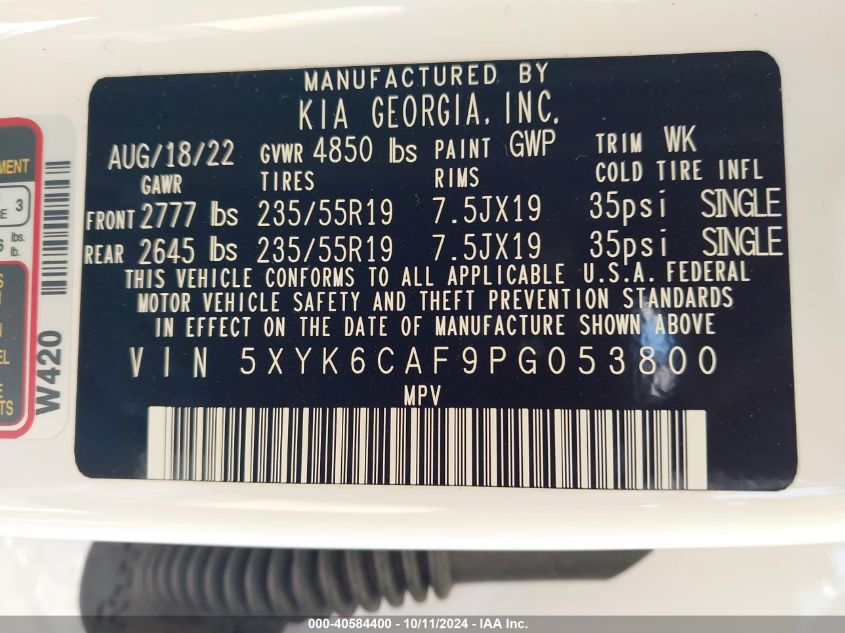 MANUFACTURED BY
KIA GEORGIA, INC.
AUG/18/22 GVWR 4850 lbs PAINT GWP TRIM WK
GAWR TIRES RIMS COLD TIRE INFL
FRONT 2777 lbs 235/55R19 7.5JX19 35psi SINGLE
REAR 2645 lbs 235/55R19 7.5JX19 35psi SINGLE
THIS VEHICLE CONFORMS TO ALL APPLICABLE U.S.A. FEDERAL
MOTOR VEHICLE SAFETY AND THEFT PREVENTION STANDARDS
IN EFFECT ON THE DATE OF MANUFACTURE SHOWN ABOVE
VIN 5XYK6CAF9PG053800
MPV
3
lbs.
lb.
W420
000-40584400 - 10/11/2024 - IAA Inc.